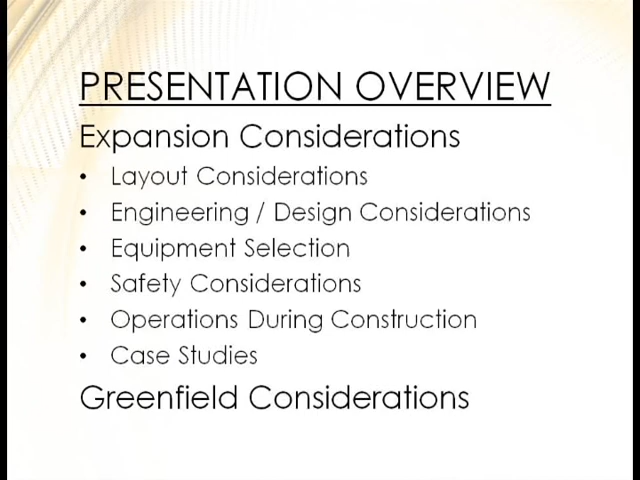 PRESENTATION OVERVIEW
Expansion Considerations
• Layout Considerations
• Engineering / Design Considerations
• Equipment Selection
• Safety Considerations
• Operations During Construction
• Case Studies
Greenfield Considerations